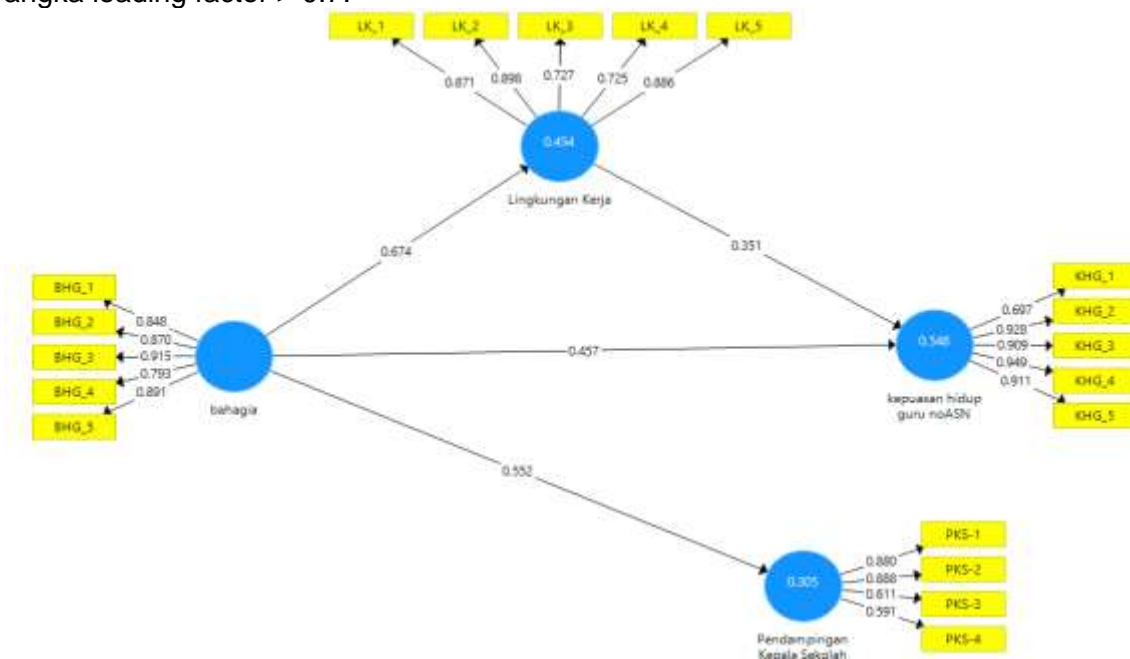 angka loading factor > 0.7.
LK_1 LK_2 LK_3 LK_4 LK_5
0.871 0.898 0.727 0.725 0.886
0.454
Lingkungan Kerja
0.674
0.351
BHG_1
BHG_2
BHG_3
BHG_4
BHG_5
0.848
0.870
0.915
0.793
0.891
bahagia
0.457
0.548
kepuasan hidup
guru noASN
0.697
0.928
0.909
0.949
0.911
KHG_1
KHG_2
KHG_3
KHG_4
KHG_5
0.552
0.305
Pendampingan
Kepala Sekolah
0.880
0.888
0.611
0.591
PKS-1
PKS-2
PKS-3
PKS-4